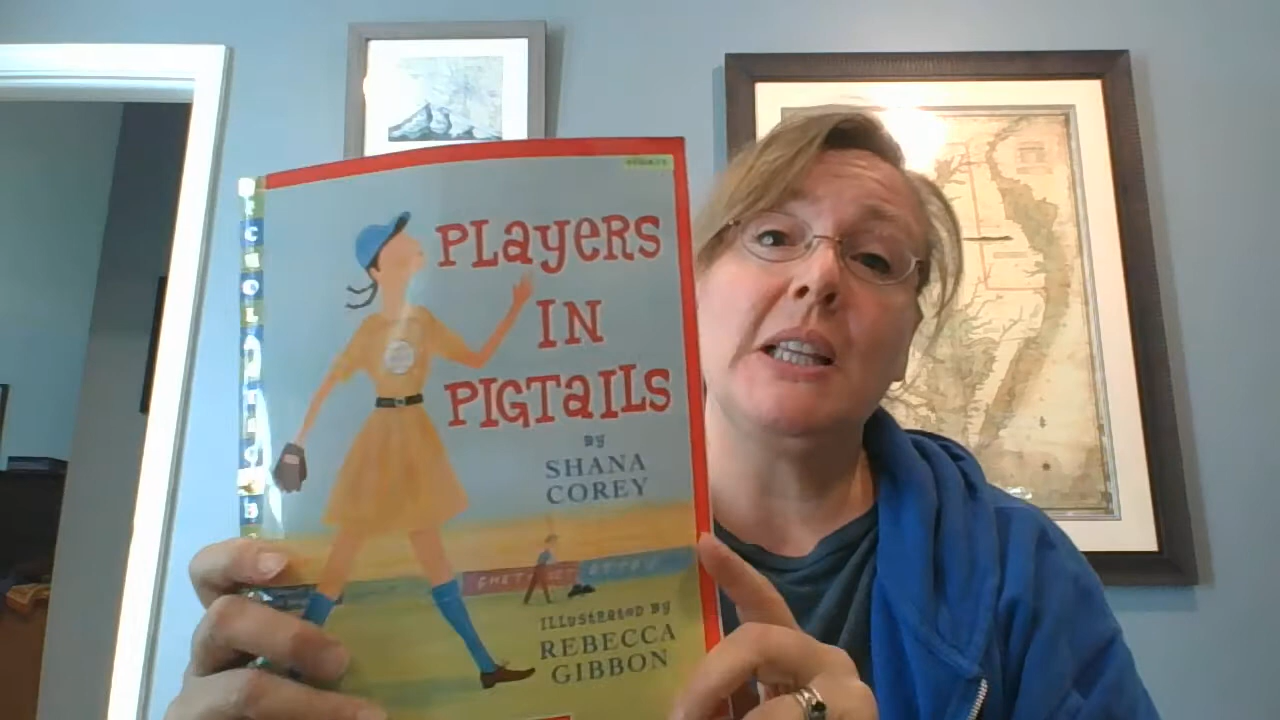 PLayerS
IN
PIGTaILS
by
SHANA
COREY
ILLUStrateD by
REBECCA
GIBBON